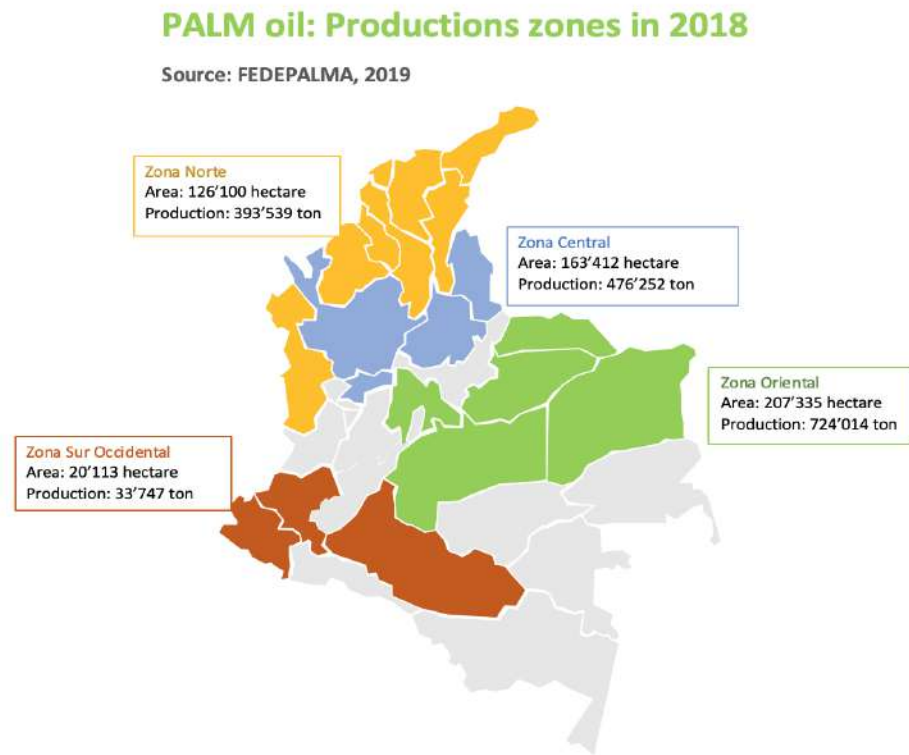 PALM oil: Productions zones in 2018
Source: FEDEPALMA, 2019
Zona Norte
Area: 126’100 hectare
Production: 393’539 ton
Zona Central
Area: 163’412 hectare
Production: 476’252 ton
Zona Oriental
Area: 207’335 hectare
Production: 724’014 ton
Zona Sur Occidental
Area: 20’113 hectare
Production: 33’747 ton